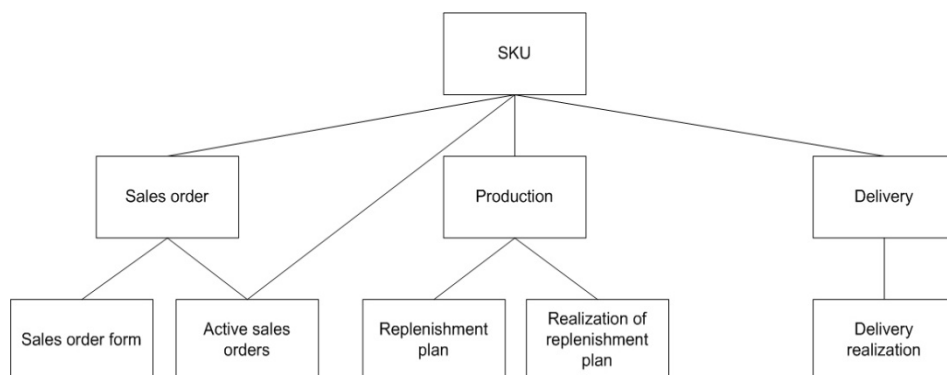 SKU
Sales order
Production
Delivery
Sales order form
Active sales
orders
Replenishment
plan
Realization of
replenishment
plan
Delivery
realization